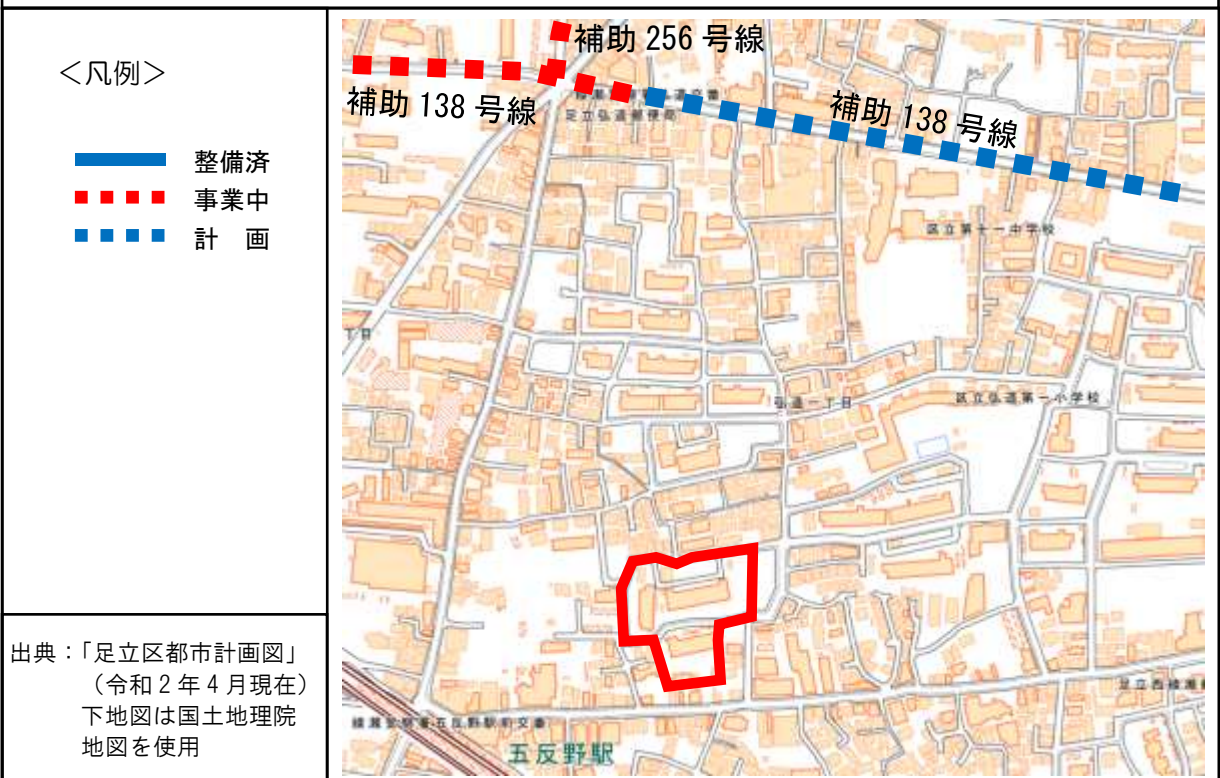 ＜凡例＞
整備済
事業中
計　画
出典：「足立区都市計画図」
（令和２年４月現在）
下地図は国土地理院
地図を使用
補助 256 号線
補助 138 号線
補助 138 号線
足立弘道郵便局
区立第十一中学校
丁目
弘道一丁目
区立弘道第一小学校
足立西綾瀬
綾瀬警察署五反野駅前交番
五反野駅